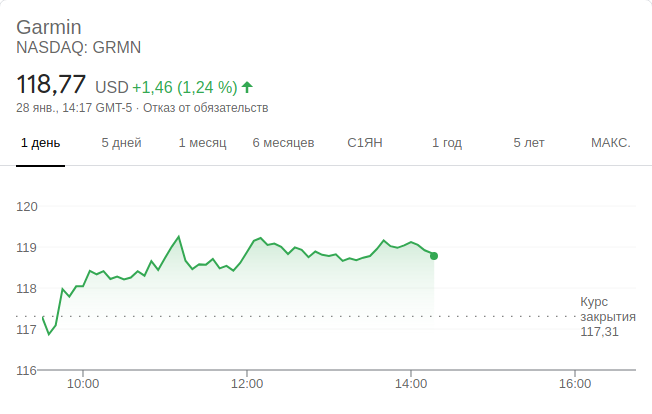 Garmin
NASDAQ: GRMN
118,77 USD +1,46 (1,24 %)
28 янв., 14:17 GMT-5 · Отказ от обязательств
1 день 5 дней 1 месяц 6 месяцев С1ЯН 1 год 5 лет МАКС.
120
119
118
Курс
закрытия
117,31
117
116
10:00 12:00 14:00 16:00